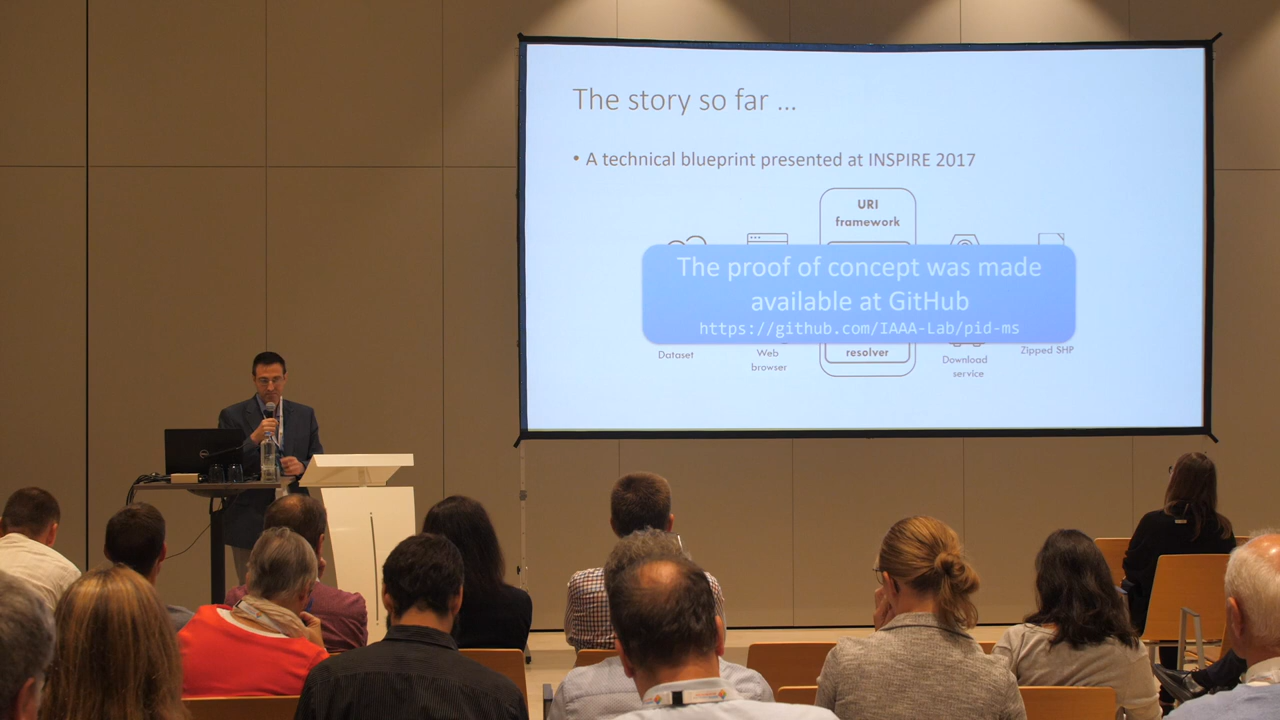 The story so far ...
• A technical blueprint presented at INSPIRE 2017
URI
framework
The proof of concept was made
available at GitHub
https://github.com/IAAA-Lab/pid-ms
resolver
Dataset
Web
browser
Download
service
Zipped SHP